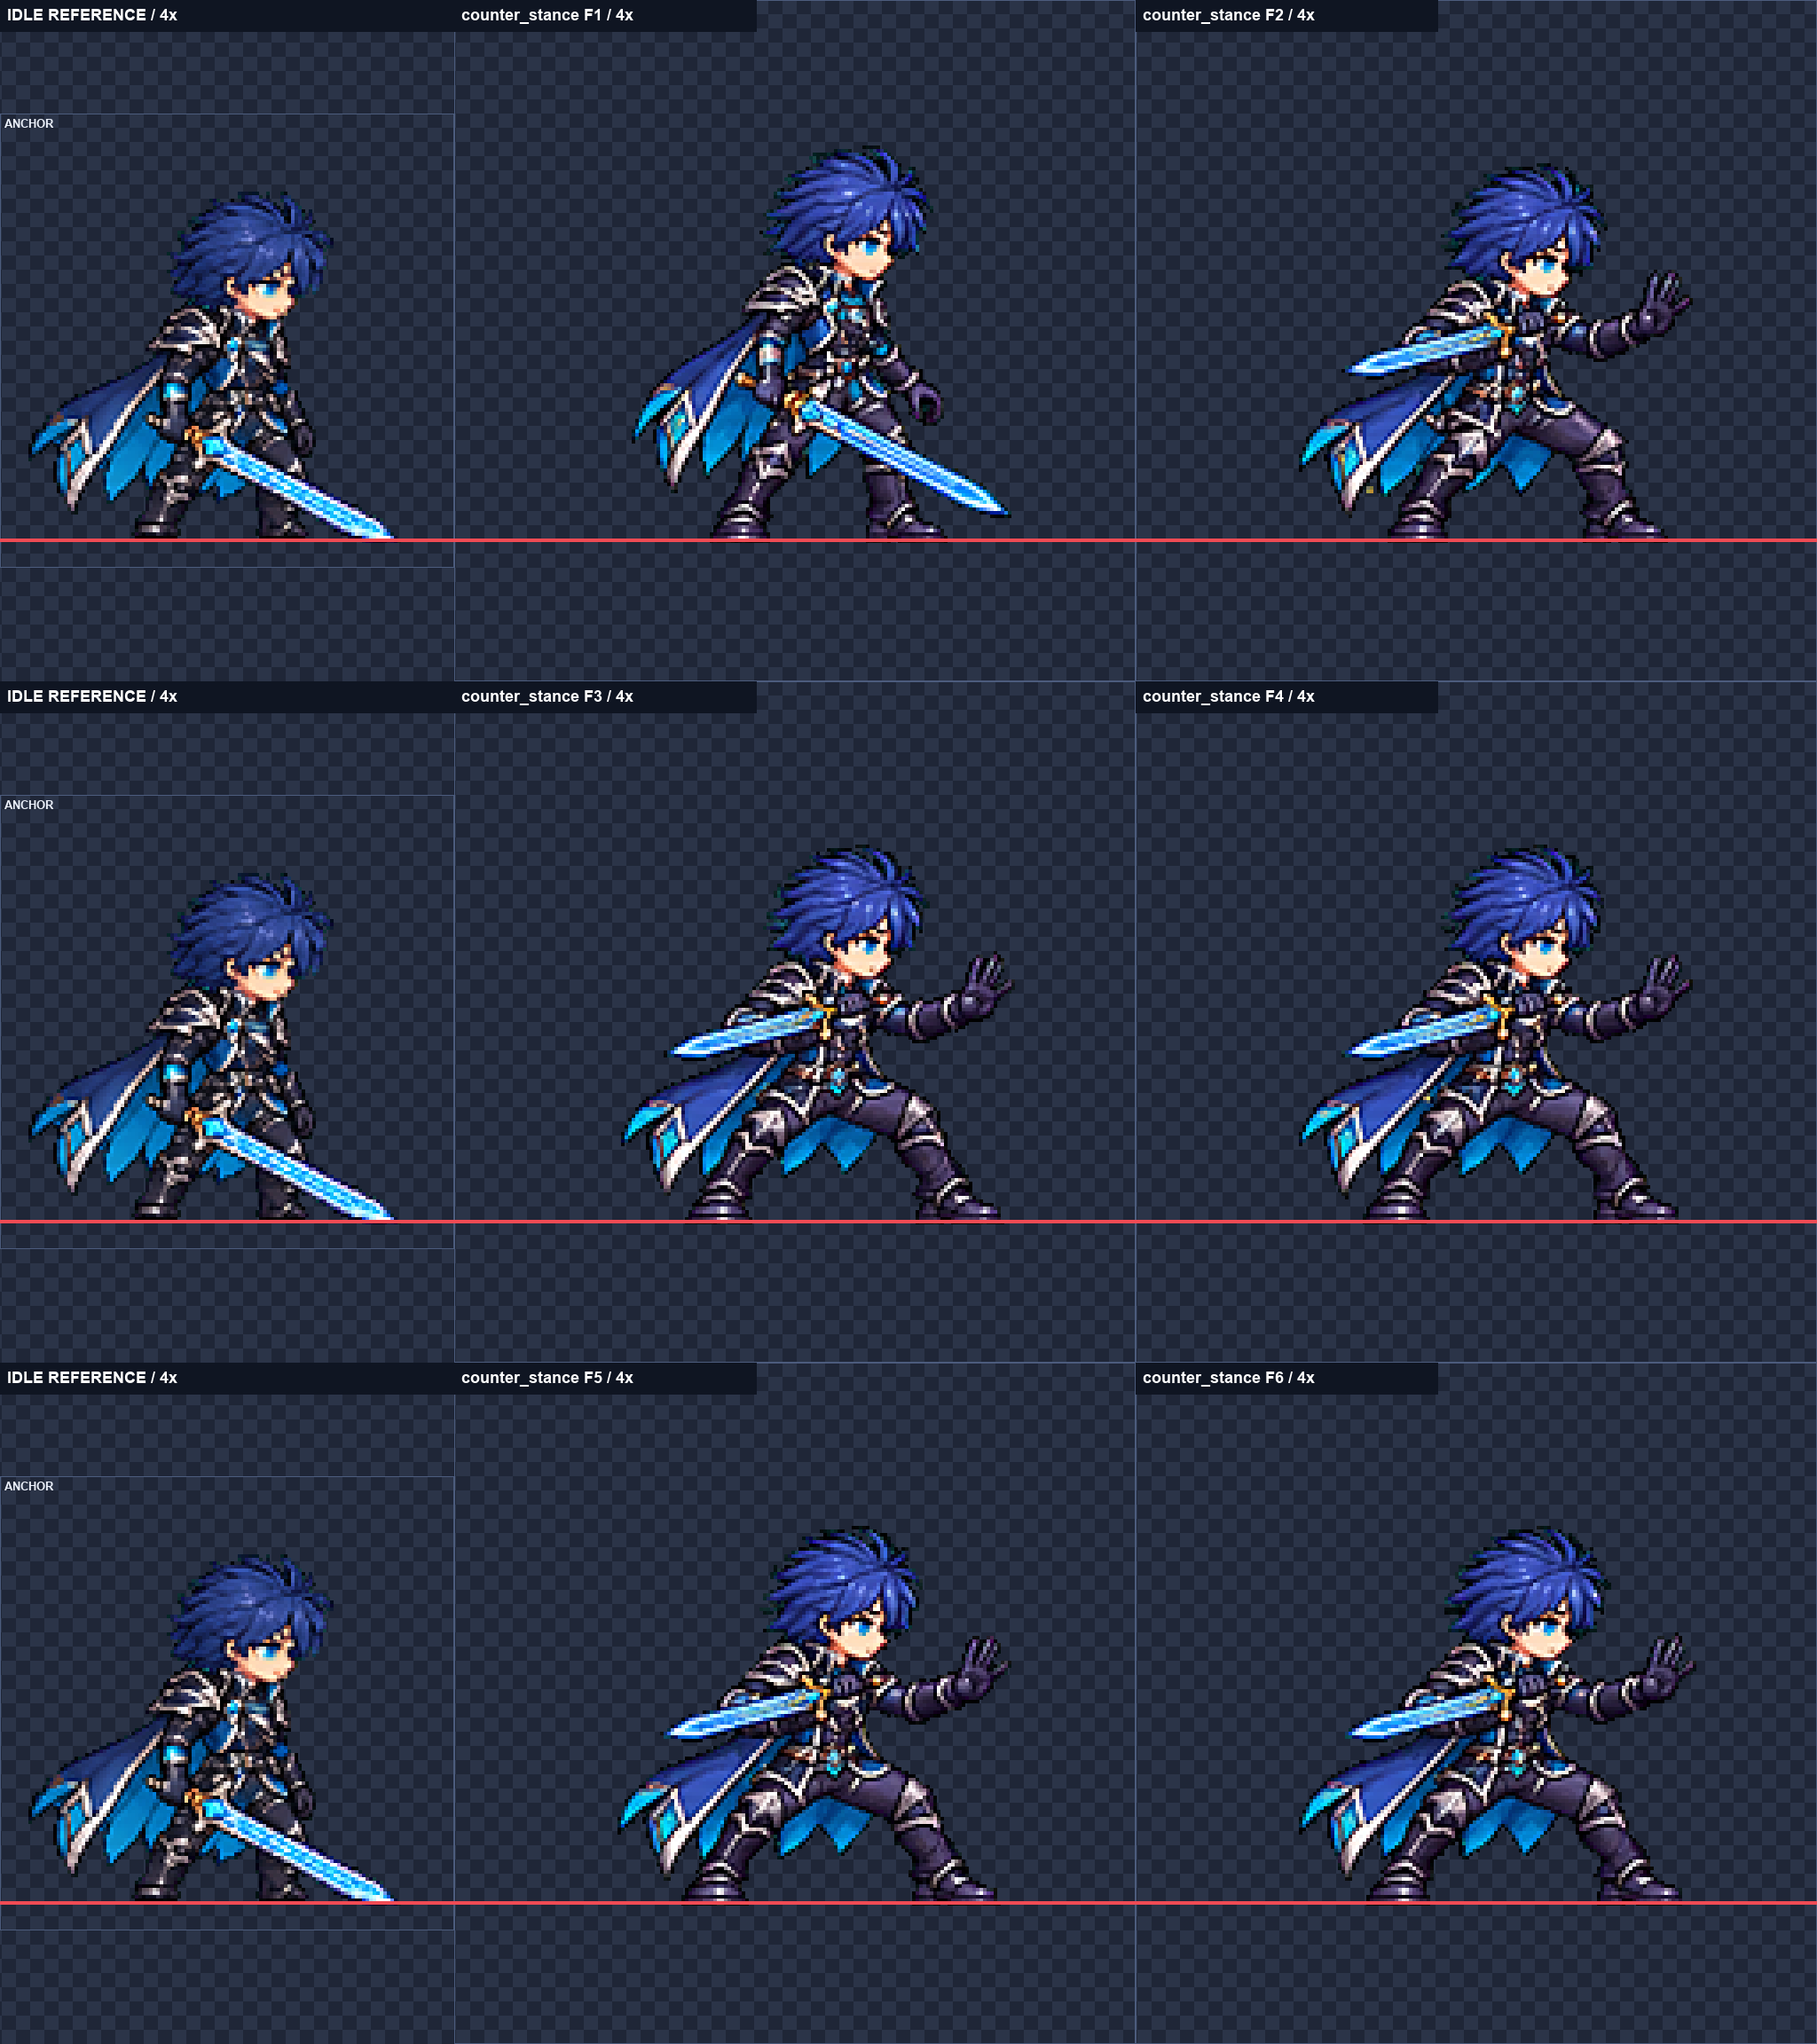 IDLE REFERENCE / 4x
counter_stance F1 / 4x
counter_stance F2 / 4x
ANCHOR
IDLE REFERENCE / 4x
counter_stance F3 / 4x
counter_stance F4 / 4x
ANCHOR
IDLE REFERENCE / 4x
counter_stance F5 / 4x
counter_stance F6 / 4x
ANCHOR